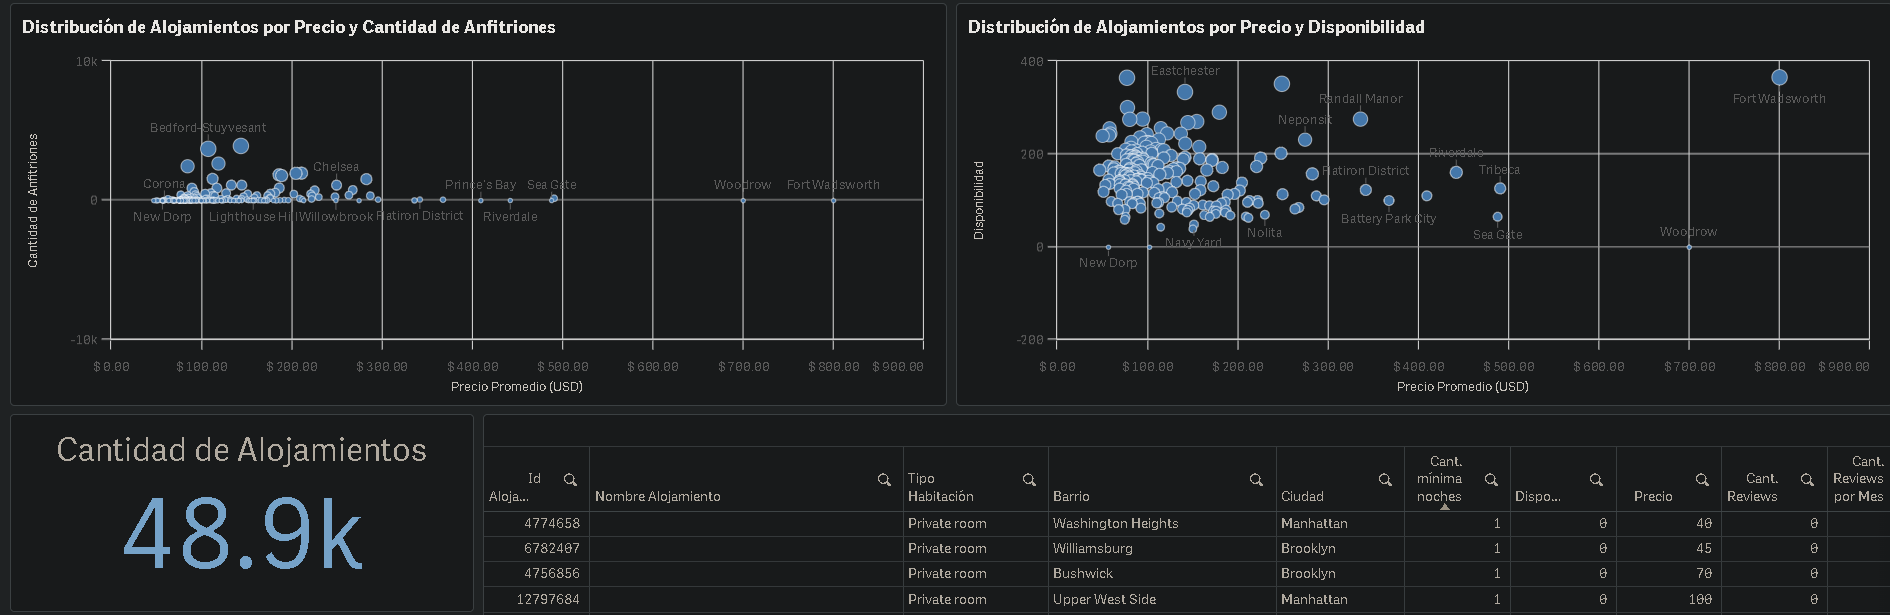 Distribución de Alojamientos por Precio y Cantidad de Anfitriones
10k
Bedford-Stuyvesant
Chelsea
Corona
Prince's Bay
Sea Gate
Woodrow
Fort Wadsworth
0
New Dorp
Lighthouse Hill
Willowbrook
Flatiron District
Riverdale
-10k
Cantidad de Anfitriones
$ 0.00
$ 100.00
$ 200.00
$ 300.00
$ 400.00
$ 500.00
$ 600.00
$ 700.00
$ 800.00
$ 900.00
Precio Promedio (USD)
Distribución de Alojamientos por Precio y Disponibilidad
400
Eastchester
Randall Manor
Fort Wadsworth
Neponsit
200
Riverdale
Flatiron District
Tribeca
Battery Park City
Nolita
Sea Gate
Woodrow
Navy Yard
0
New Dorp
-200
Disponibilidad
$ 0.00
$ 100.00
$ 200.00
$ 300.00
$ 400.00
$ 500.00
$ 600.00
$ 700.00
$ 800.00
$ 900.00
Precio Promedio (USD)
Cantidad de Alojamientos
48.9k
Id Aloja...
Nombre Alojamiento
Tipo Habitación
Barrio
Ciudad
Cant. mínima noches
Dispo...
Precio
Cant. Reviews
Cant. Reviews por Mes
4774658 Private room Washington Heights Manhattan 1 0 40 0
6782407 Private room Williamsburg Brooklyn 1 0 45 0
4756856 Private room Bushwick Brooklyn 1 0 70 0
12797684 Private room Upper West Side Manhattan 1 0 100 0